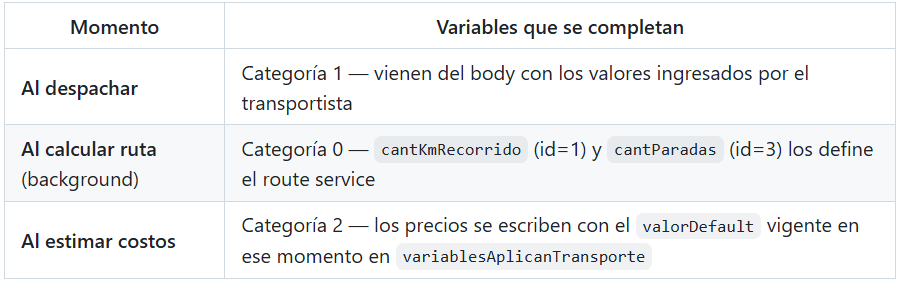 Momento
Variables que se completan
Al despachar
Categoría 1 — vienen del body con los valores ingresados por el
transportista
Al calcular ruta
(background)
Categoría 0 — cantKmRecorrido (id=1) y cantParadas (id=3) los define
el route service
Al estimar costos
Categoría 2 — los precios se escriben con el valorDefault vigente en
ese momento en variablesAplicanTransporte